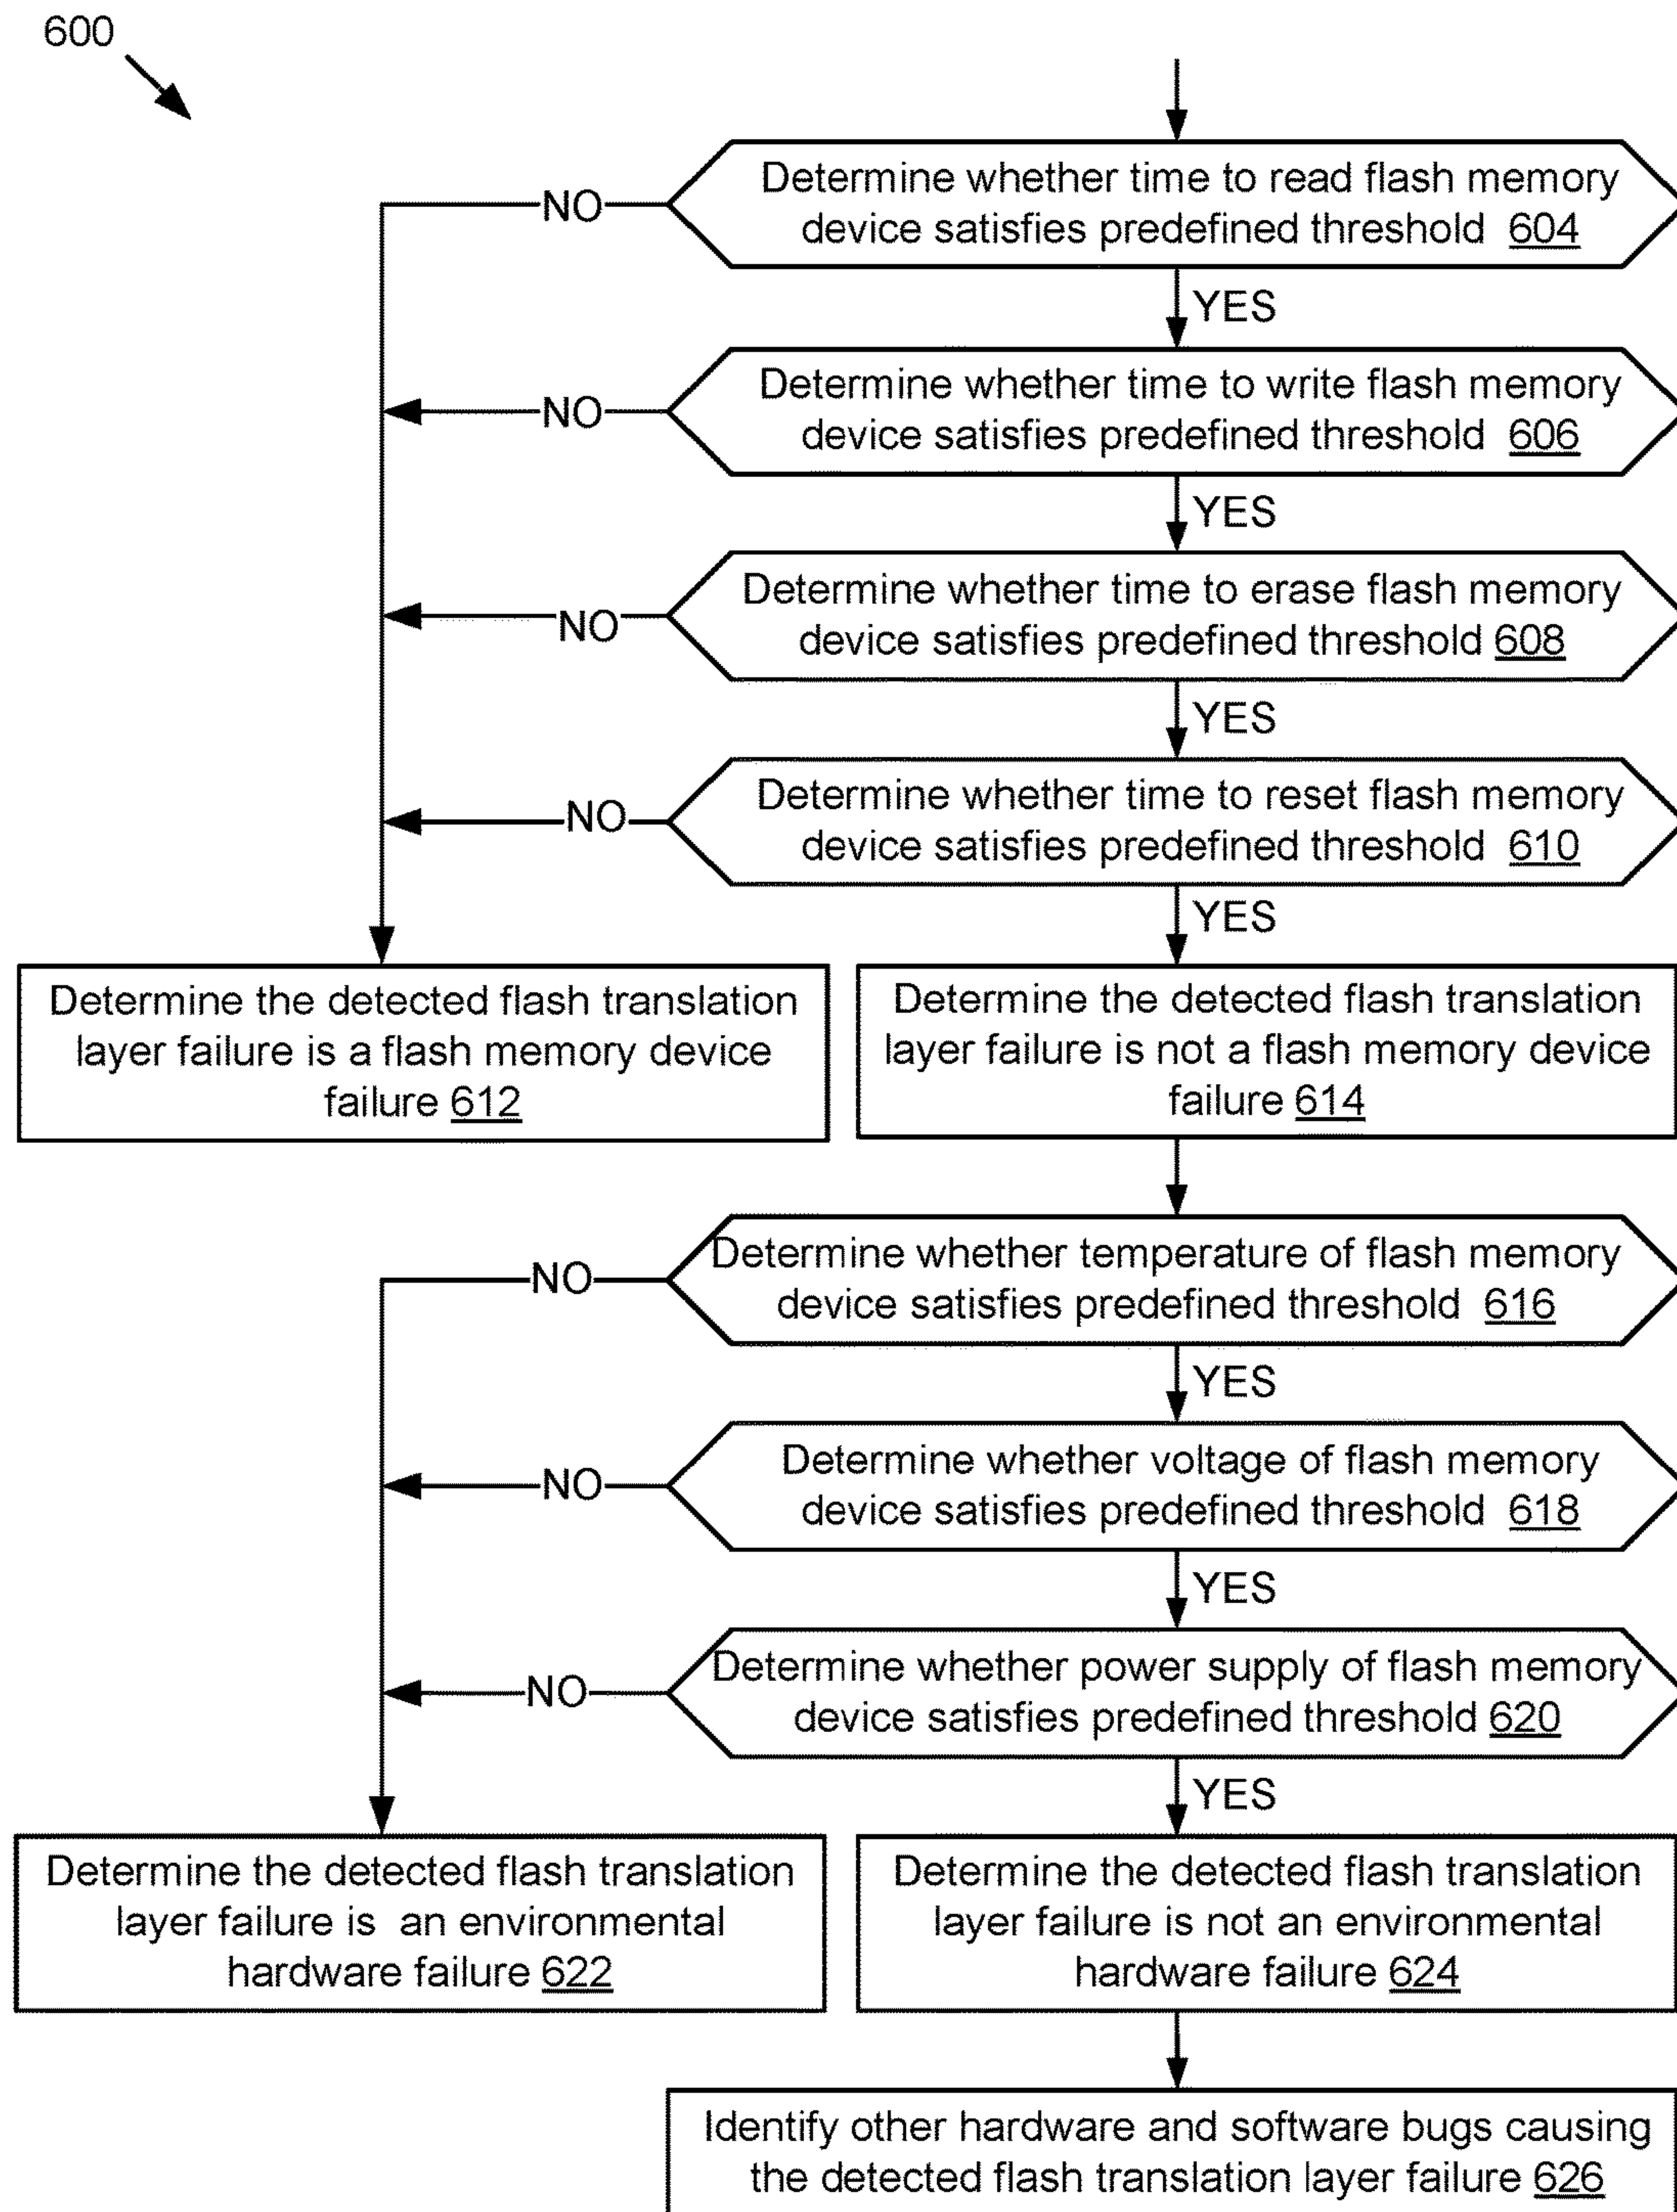 600
Determine whether time to read flash memory
device satisfies predefined threshold 604
NO
YES
Determine whether time to write flash memory
device satisfies predefined threshold 606
NO
YES
Determine whether time to erase flash memory
device satisfies predefined threshold 608
NO
YES
Determine whether time to reset flash memory
device satisfies predefined threshold 610
NO
YES
Determine the detected flash translation
layer failure is a flash memory device
failure 612
Determine the detected flash translation
layer failure is not a flash memory device
failure 614
Determine whether temperature of flash memory
device satisfies predefined threshold 616
NO
YES
Determine whether voltage of flash memory
device satisfies predefined threshold 618
NO
YES
Determine whether power supply of flash memory
device satisfies predefined threshold 620
NO
YES
Determine the detected flash translation
layer failure is an environmental
hardware failure 622
Determine the detected flash translation
layer failure is not an environmental
hardware failure 624
Identify other hardware and software bugs causing
the detected flash translation layer failure 626